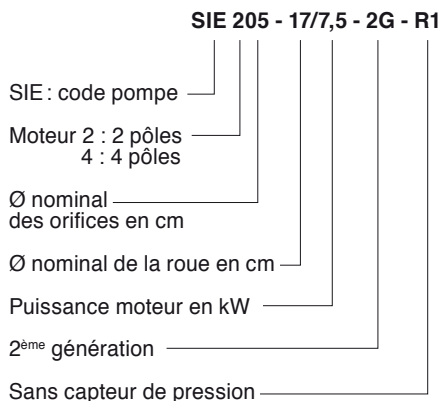 SIE 205 - 17/7,5 - 2G - R1
SIE : code pompe
Moteur 2 : 2 pôles
4 : 4 pôles
Ø nominal
des orifices en cm
Ø nominal de la roue en cm
Puissance moteur en kW
2ème génération
Sans capteur de pression